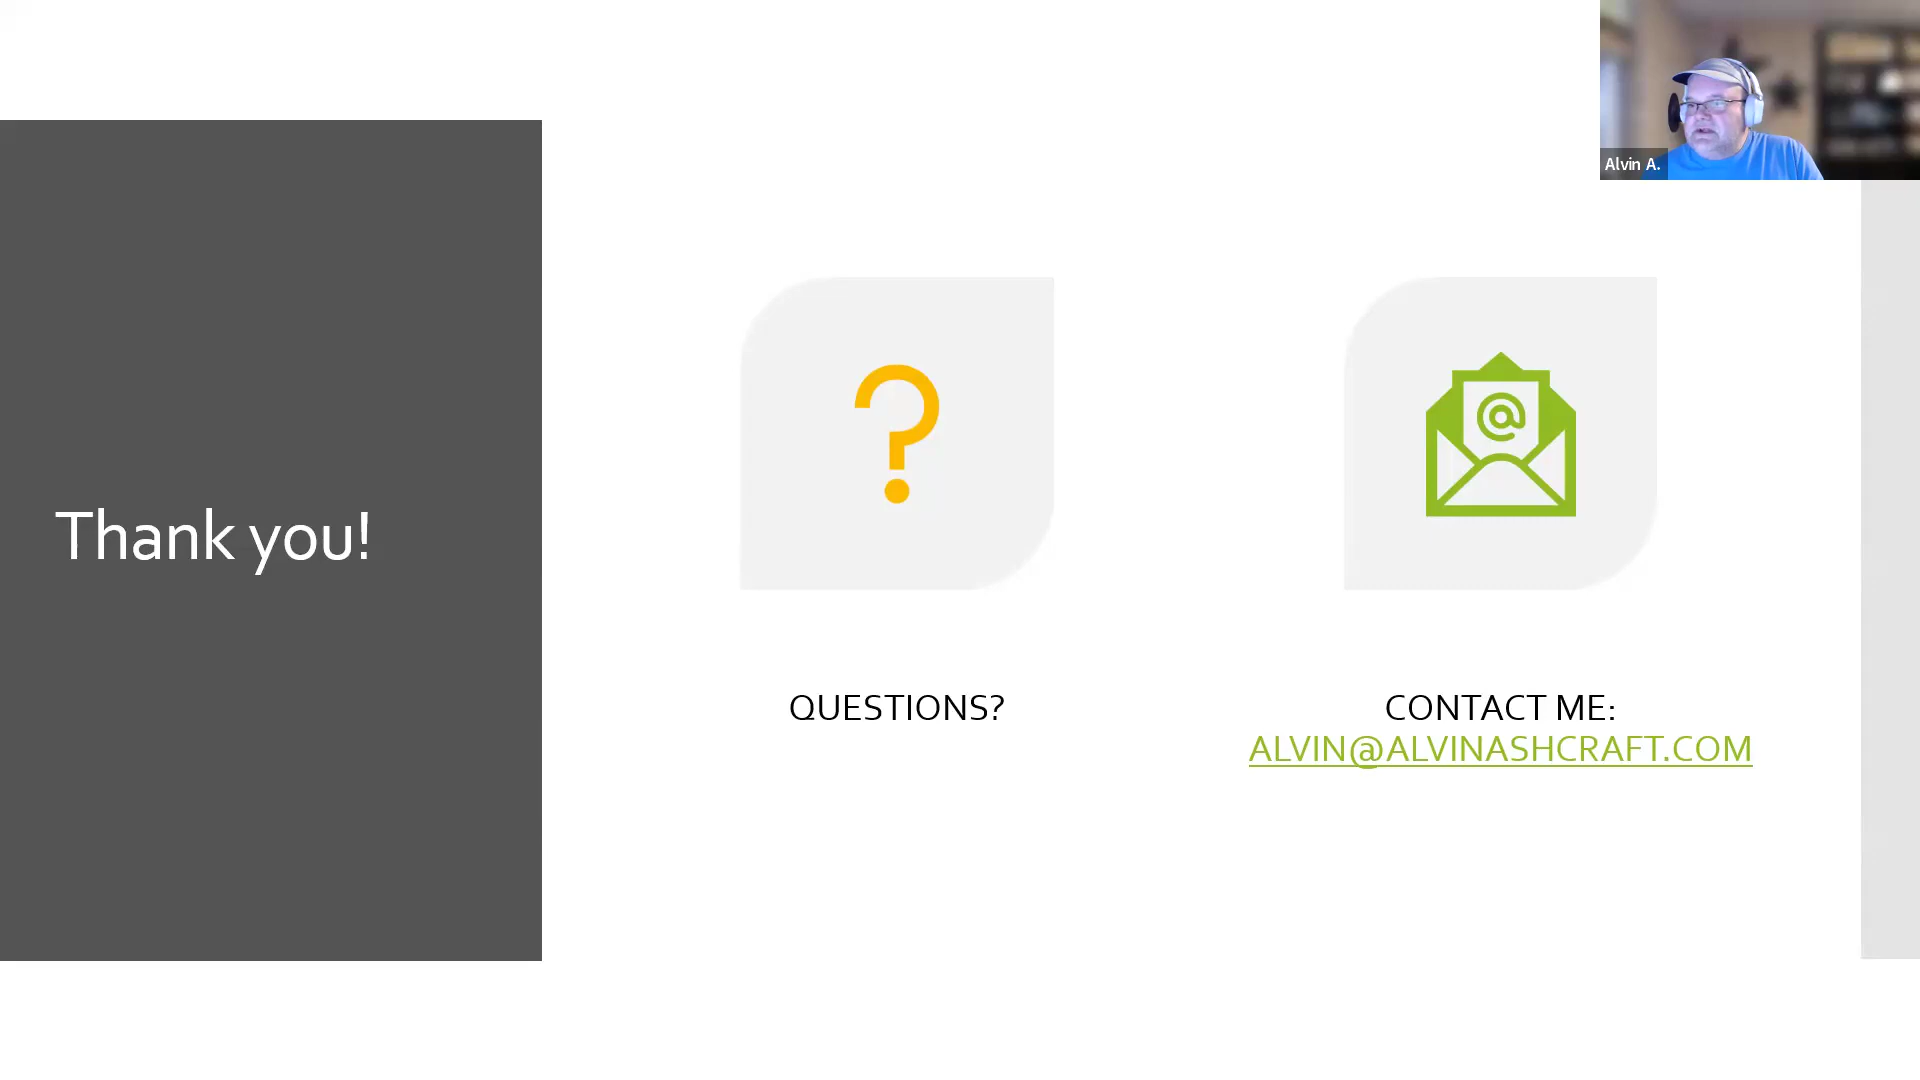 Alvin A.
Thank you!
?
@
QUESTIONS?
CONTACT ME:
ALVIN@ALVINASHCRAFT.COM